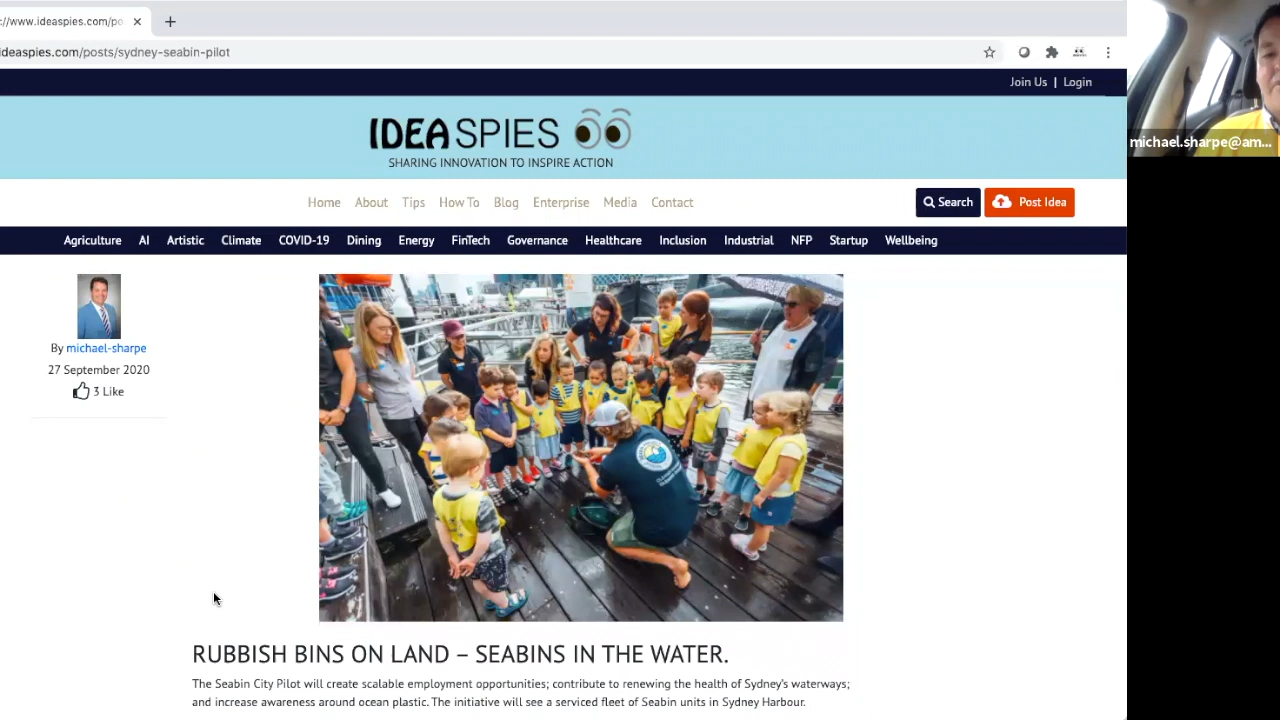 ://www.ideaspies.com/po
ideaspies.com/posts/sydney-seabin-pilot
Join Us | Login
IDEA SPIES
SHARING INNOVATION TO INSPIRE ACTION
Home About Tips How To Blog Enterprise Media Contact
Search Post Idea
Agriculture AI Artistic Climate COVID-19 Dining Energy FinTech Governance Healthcare Inclusion Industrial NFP Startup Wellbeing
By michael-sharpe
27 September 2020
3 Like
RUBBISH BINS ON LAND – SEABINS IN THE WATER.
The Seabin City Pilot will create scalable employment opportunities; contribute to renewing the health of Sydney's waterways;
and increase awareness around ocean plastic. The initiative will see a serviced fleet of Seabin units in Sydney Harbour.
michael.sharpe@am...